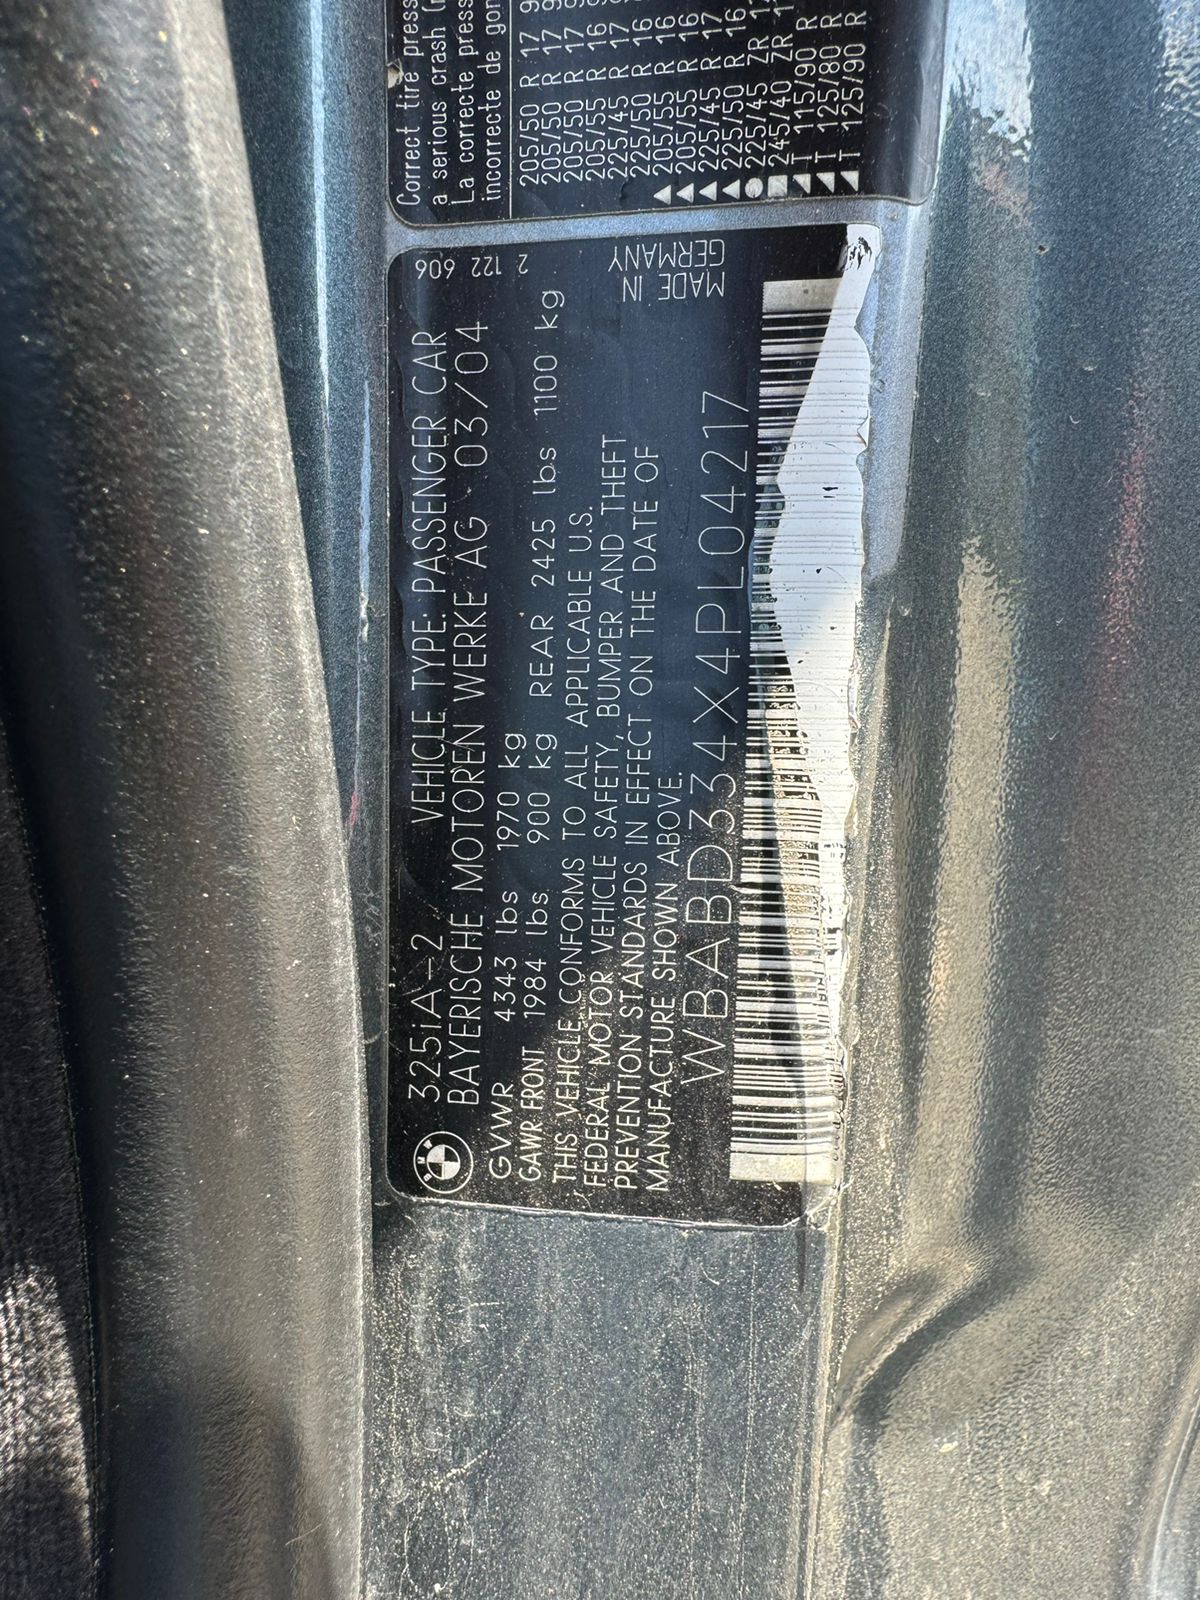 325iA-2 VEHICLE TYPE: PASSENGER CAR 2 122 606
BAYERISCHE MOTOREN WERKE AG 03/04
GVWR 4343 lbs 1970 kg
GAWR FRONT 1984 lbs 900 kg REAR 2425 lbs 1100 kg
THIS VEHICLE CONFORMS TO ALL APPLICABLE U.S.
FEDERAL MOTOR VEHICLE SAFETY, BUMPER AND THEFT
PREVENTION STANDARDS IN EFFECT ON THE DATE OF
MANUFACTURE SHOWN ABOVE.
MADE IN
GERMANY
WBABD334X4PL04217
BMW
Correct tire
a serious crash
La correcte
incorrecte de
205/50 R 17
205/50 R 17
205/50 R 17
205/55 R 16
225/45 R 17
225/50 R 16
205/55 R 16
205/55 R 16
225/45 R 17
225/50 R 16
225/45 ZR
245/40 ZR
T 115/90 R
T 125/80 R
T 125/90 R